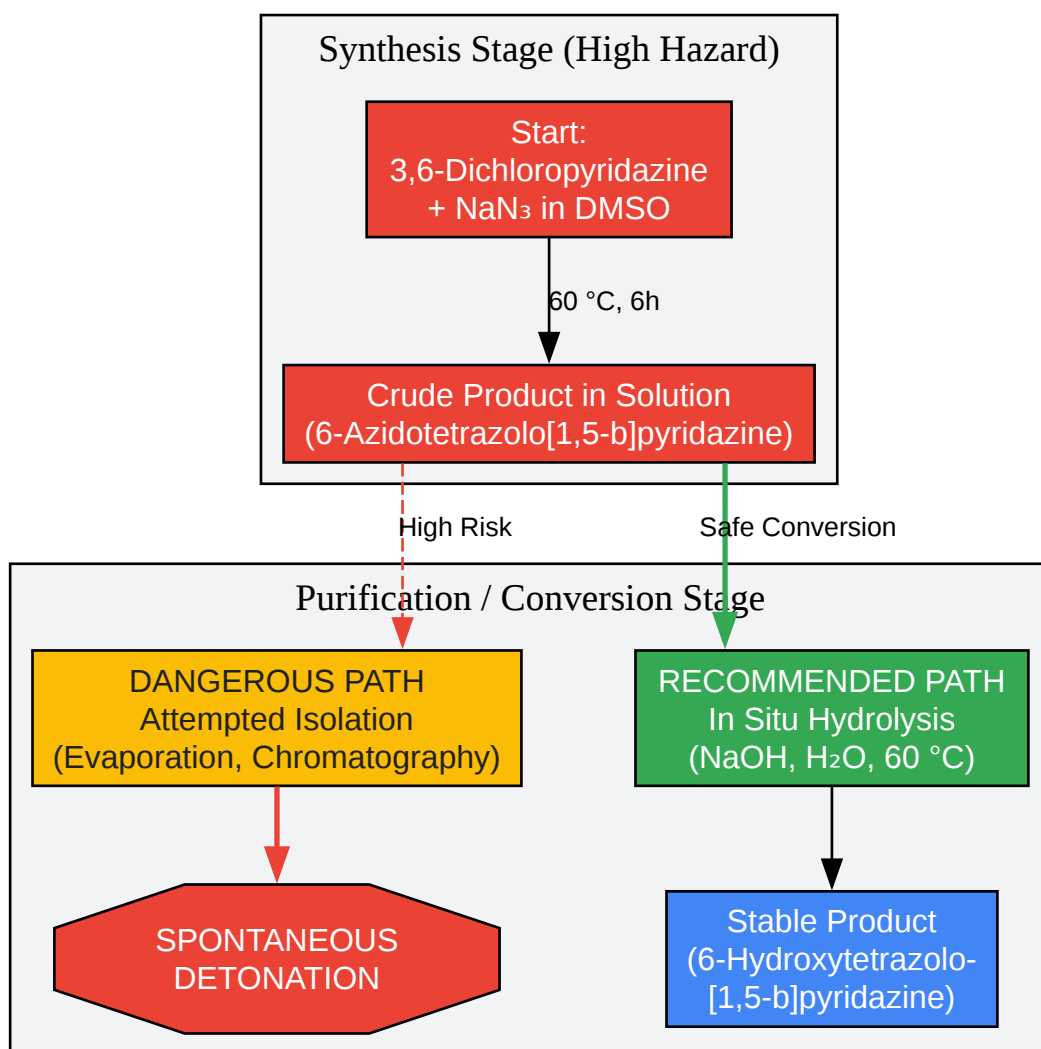 Synthesis Stage (High Hazard)
Start:
3,6-Dichloropyridazine
+ NaN₃ in DMSO
60 °C, 6h
Crude Product in Solution
(6-Azidotetrazolo[1,5-b]pyridazine)
High Risk
Safe Conversion
Purification / Conversion Stage
DANGEROUS PATH
Attempted Isolation
(Evaporation, Chromatography)
RECOMMENDED PATH
In Situ Hydrolysis
(NaOH, H₂O, 60 °C)
SPONTANEOUS
DETONATION
Stable Product
(6-Hydroxytetrazolo-
[1,5-b]pyridazine)